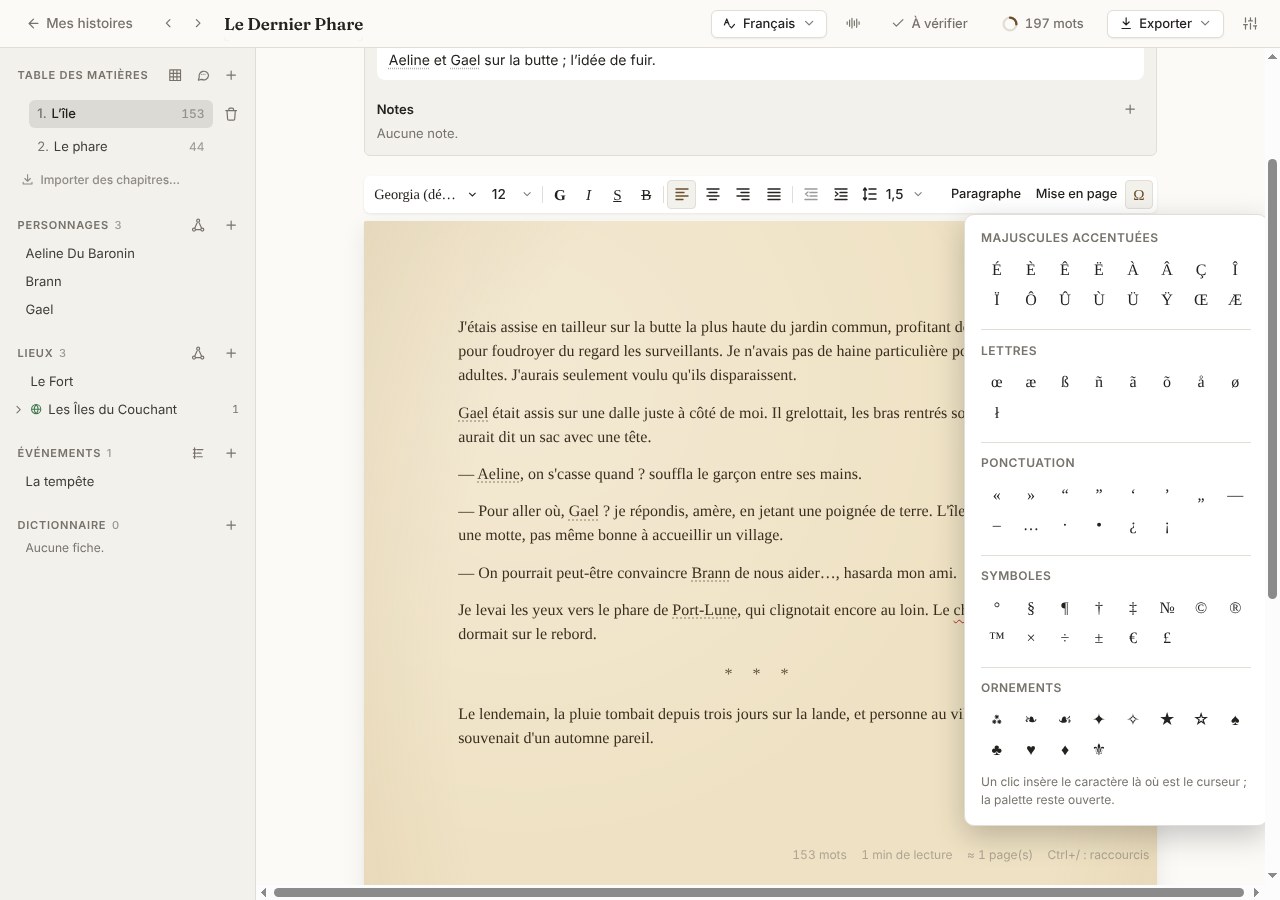 Mes histoires
Le Dernier Phare
Français
À vérifier
197 mots
Exporter
TABLE DES MATIÈRES
1. L'île 153
2. Le phare 44
Importer des chapitres…
PERSONNAGES 3
Aeline Du Baronin
Brann
Gael
LIEUX 3
Le Fort
Les Îles du Couchant 1
ÉVÉNEMENTS 1
La tempête
DICTIONNAIRE 0
Aucune fiche.
Aeline et Gael sur la butte ; l'idée de fuir.
Notes
Aucune note.
Georgia (dé… 12 G I S B 1,5 Paragraphe Mise en page Ω
J'étais assise en tailleur sur la butte la plus haute du jardin commun, profitant
pour foudroyer du regard les surveillants. Je n'avais pas de haine particulière
adultes. J'aurais seulement voulu qu'ils disparaissent.
Gael était assis sur une dalle juste à côté de moi. Il grelottait, les bras rentrés
aurait dit un sac avec une tête.
— Aeline, on s'casse quand ? souffla le garçon entre ses mains.
— Pour aller où, Gael ? je répondis, amère, en jetant une poignée de terre. L'île
une motte, pas même bonne à accueillir un village.
— On pourrait peut-être convaincre Brann de nous aider…, hasarda mon ami.
Je levai les yeux vers le phare de Port-Lune, qui clignotait encore au loin. Le
dormait sur le rebord.
* * *
Le lendemain, la pluie tombait depuis trois jours sur la lande, et personne au
souvenait d'un automne pareil.
153 mots 1 min de lecture ≈ 1 page(s) Ctrl+/ : raccourcis
MAJUSCULES ACCENTUÉES
É È Ê Ë À Â Ç Î
Ï Ô Û Ù Ü Ÿ Œ Æ
LETTRES
œ æ ß ñ ã õ å ø
ł
PONCTUATION
« » “ ” ‘ ’ „ —
– … · • ¿ ¡
SYMBOLES
° § ¶ † ‡ № © ®
™ × ÷ ± € £
ORNEMENTS
⁂ ❧ ☙ ✦ ✧ ★ ☆ ♠
♣ ♥ ♦ ⚜
Un clic insère le caractère là où est le curseur ;
la palette reste ouverte.